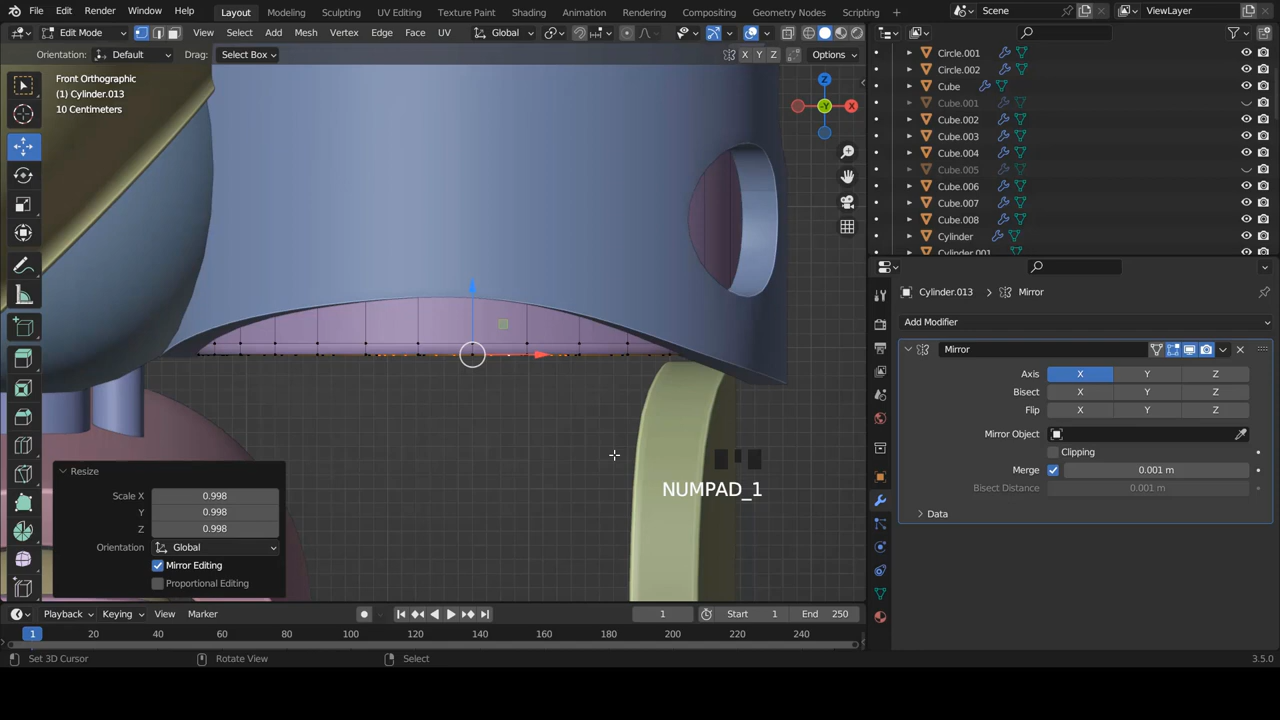 File Edit Render Window Help Layout Modeling Sculpting UV Editing Texture Paint Shading Animation Rendering Compositing Geometry Nodes Scripting Scene ViewLayer
Edit Mode View Select Add Mesh Vertex Edge Face UV Global
Orientation: Default Drag: Select Box X Y Z Options
Front Orthographic
(1) Cylinder.013
10 Centimeters
Z
-Y
X
NUMPAD_1
Resize
Scale X 0.998
Y 0.998
Z 0.998
Orientation Global
Mirror Editing
Proportional Editing
Circle.001
Circle.002
Cube
Cube.001
Cube.002
Cube.003
Cube.004
Cube.005
Cube.006
Cube.007
Cube.008
Cylinder
Cylinder.001
Cylinder.013 Mirror
Add Modifier
Mirror
Axis X Y Z
Bisect X Y Z
Flip X Y Z
Mirror Object
Clipping
Merge 0.001 m
Bisect Distance 0.001 m
Data
Playback Keying View Marker 1 Start 1 End 250
1 20 40 60 80 100 120 140 160 180 200 220 240
Set 3D Cursor Rotate View Select 3.5.0